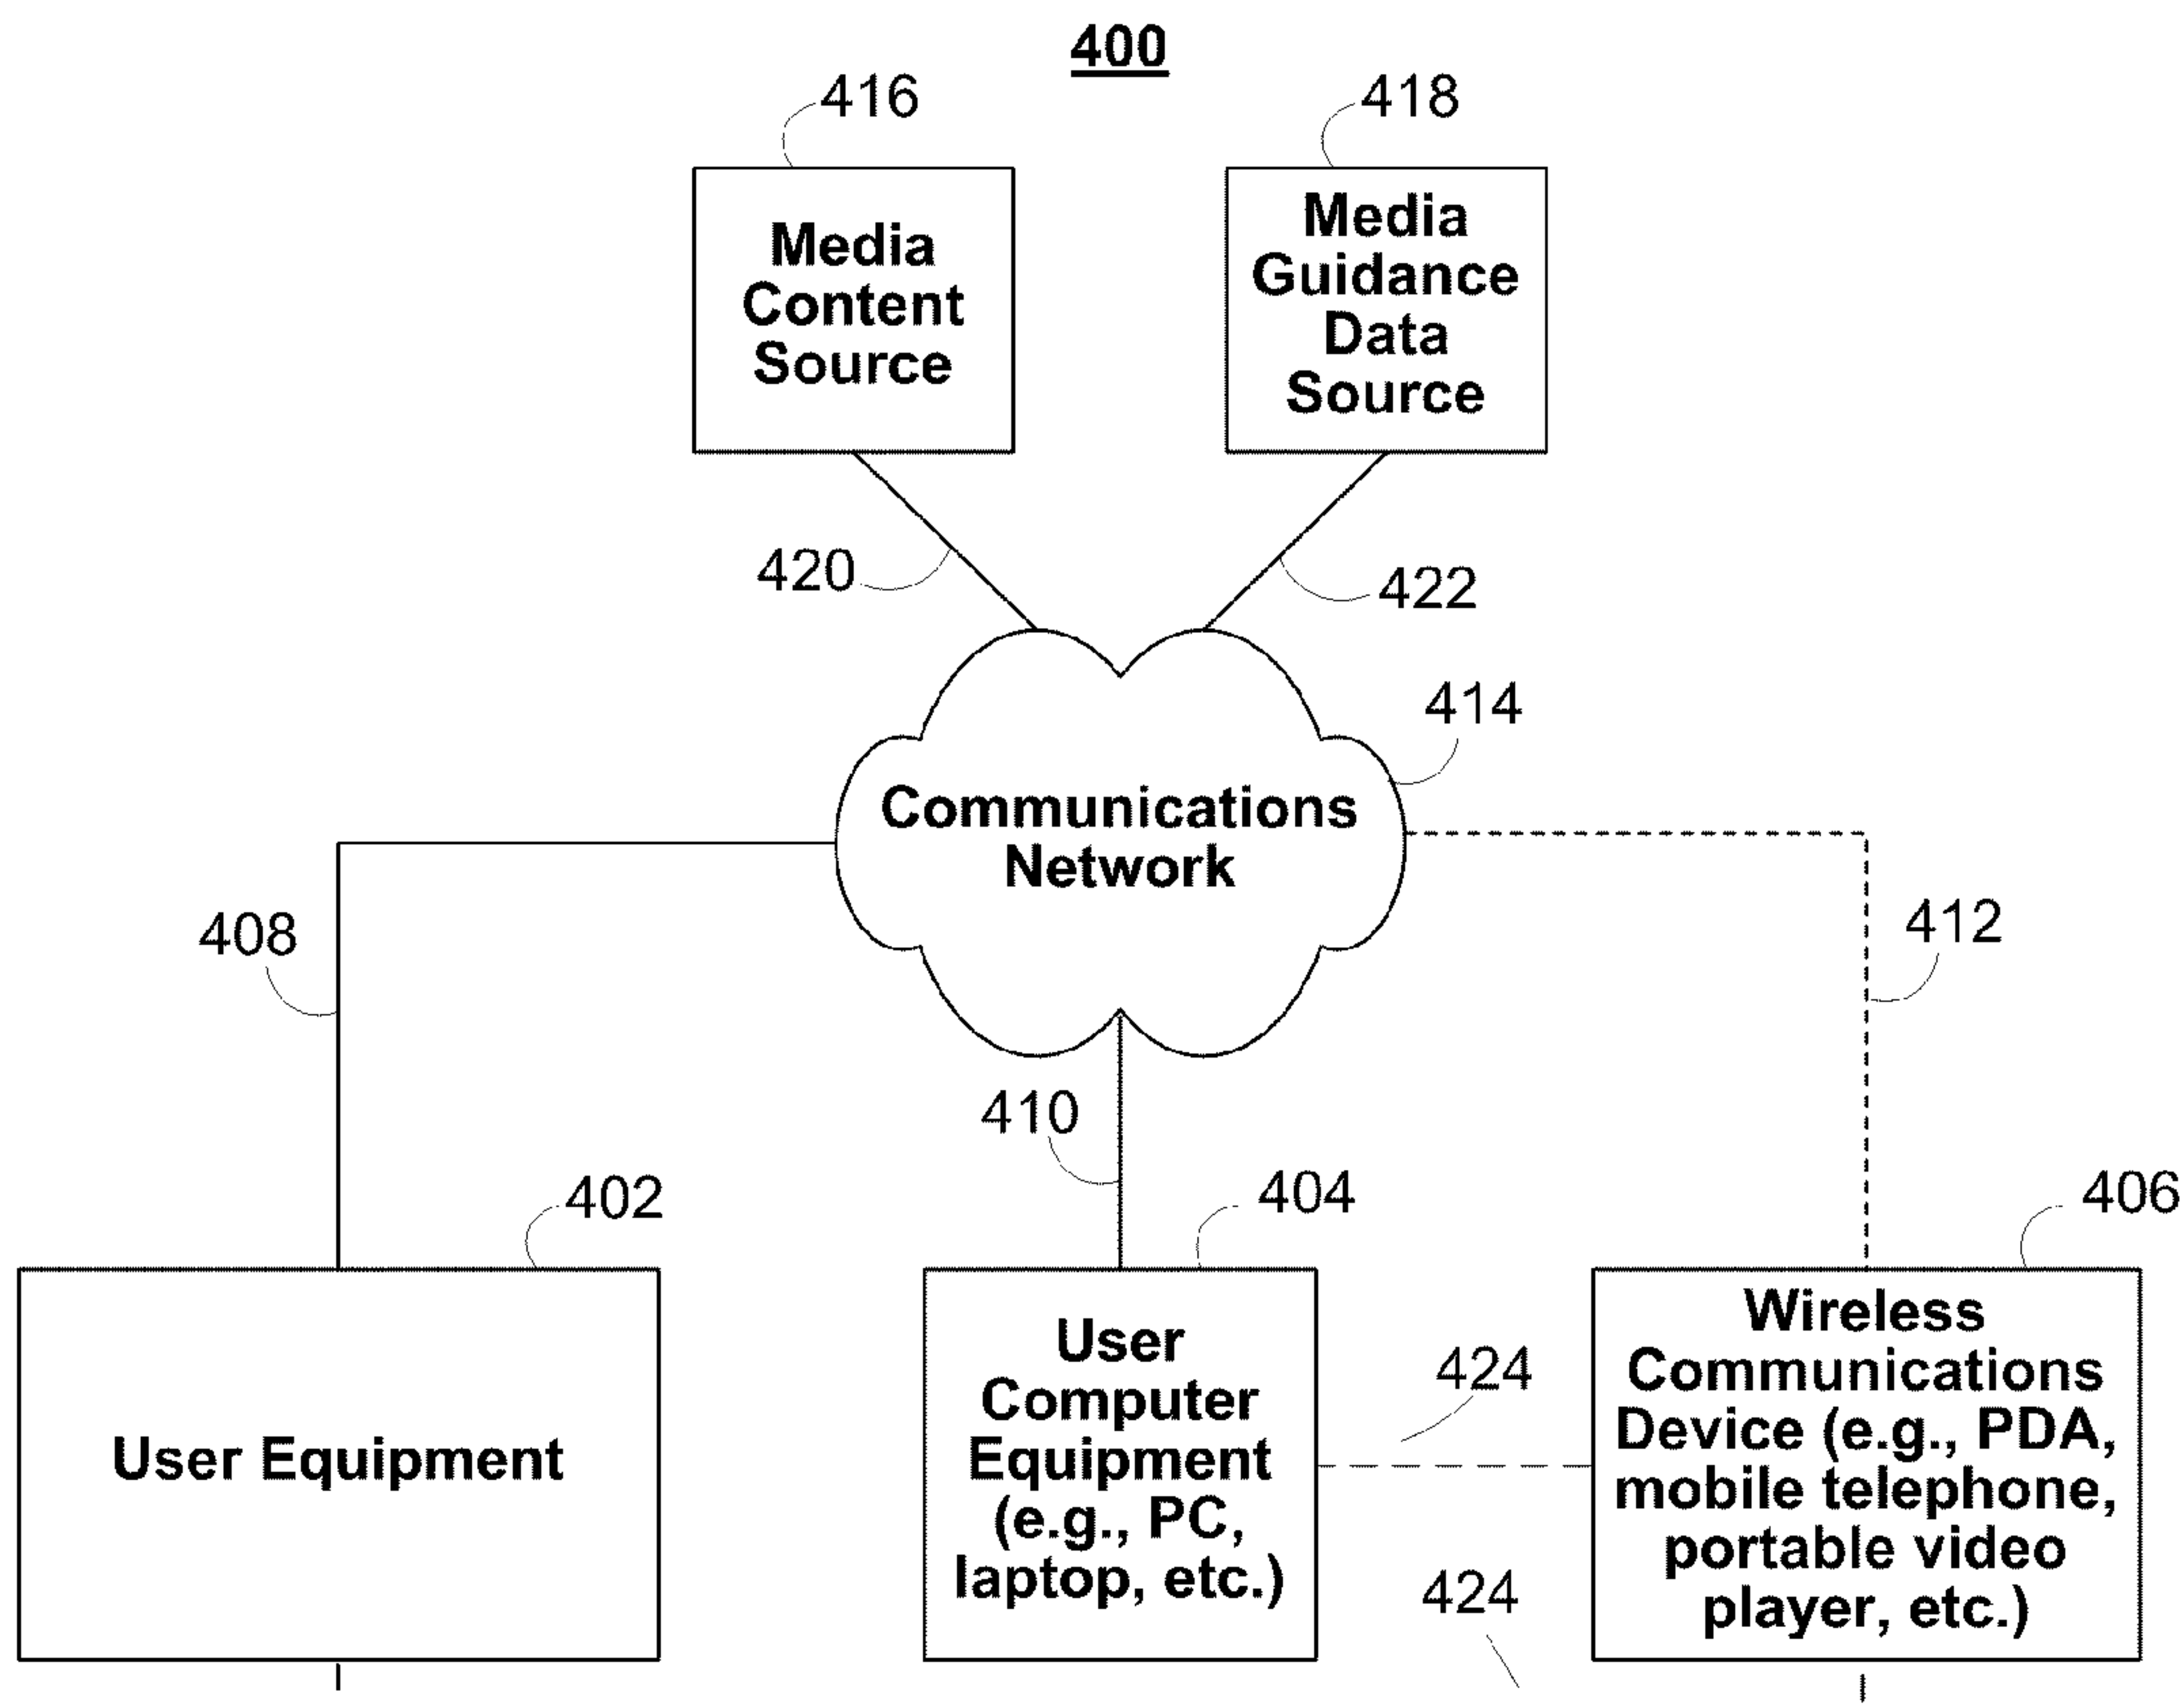 400
416
418
Media
Content
Source
Media
Guidance
Data
Source
420
422
414
Communications
Network
408
412
410
402
404
406
User Equipment
User
Computer
Equipment
(e.g., PC,
laptop, etc.)
424
Wireless
Communications
Device (e.g., PDA,
mobile telephone,
portable video
player, etc.)
424